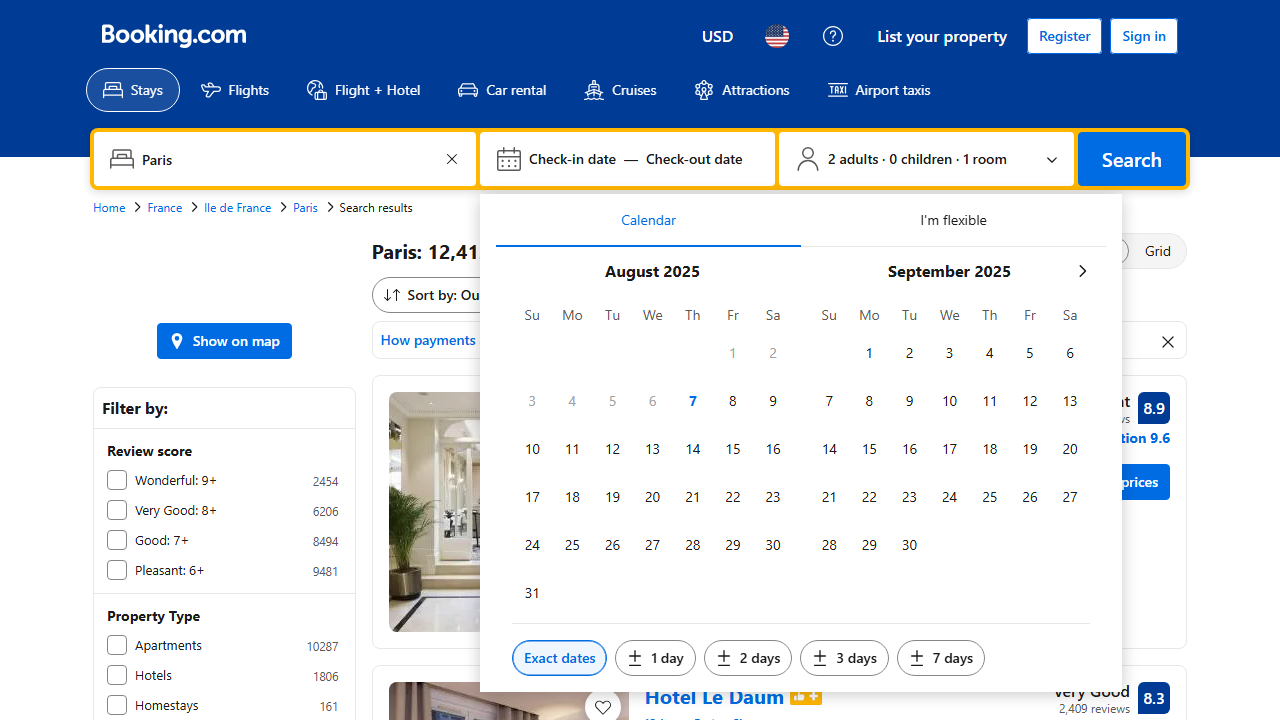 Booking.com
USD
List your property
Register
Sign in
Stays
Flights
Flight + Hotel
Car rental
Cruises
Attractions
Airport taxis
Paris
Check-in date — Check-out date
2 adults · 0 children · 1 room
Search
Home
France
Ile de France
Paris
Search results
Calendar
I'm flexible
Paris: 12,41
Grid
Sort by: Ou
How payments
Show on map
August 2025
Su Mo Tu We Th Fr Sa
1 2
3 4 5 6 7 8 9
10 11 12 13 14 15 16
17 18 19 20 21 22 23
24 25 26 27 28 29 30
31
September 2025
Su Mo Tu We Th Fr Sa
1 2 3 4 5 6
7 8 9 10 11 12 13
14 15 16 17 18 19 20
21 22 23 24 25 26 27
28 29 30
Exact dates
1 day
2 days
3 days
7 days
Filter by:
Review score
Wonderful: 9+ 2454
Very Good: 8+ 6206
Good: 7+ 8494
Pleasant: 6+ 9481
Property Type
Apartments 10287
Hotels 1806
Homestays 161
8.9
9.6
prices
Hotel Le Daum
Very Good
2,409 reviews
8.3